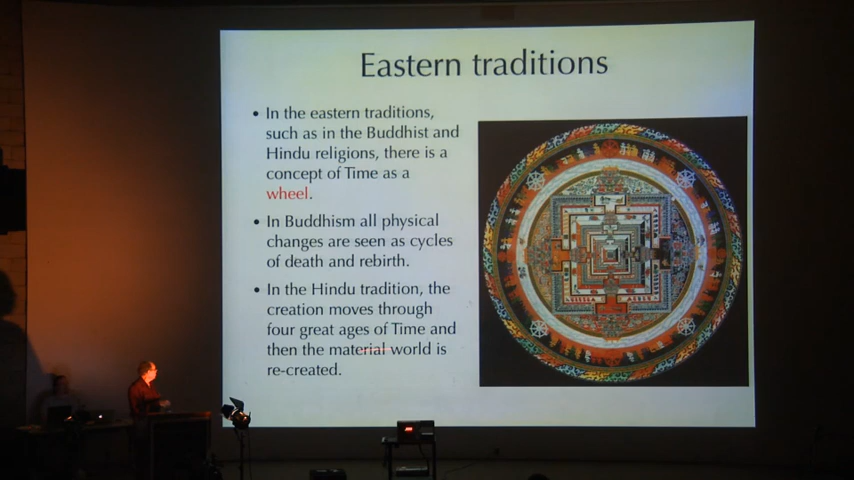 Eastern traditions
• In the eastern traditions,
such as in the Buddhist and
Hindu religions, there is a
concept of Time as a
wheel.
• In Buddhism all physical
changes are seen as cycles
of death and rebirth.
• In the Hindu tradition, the
creation moves through
four great ages of Time and
then the material world is
re-created.